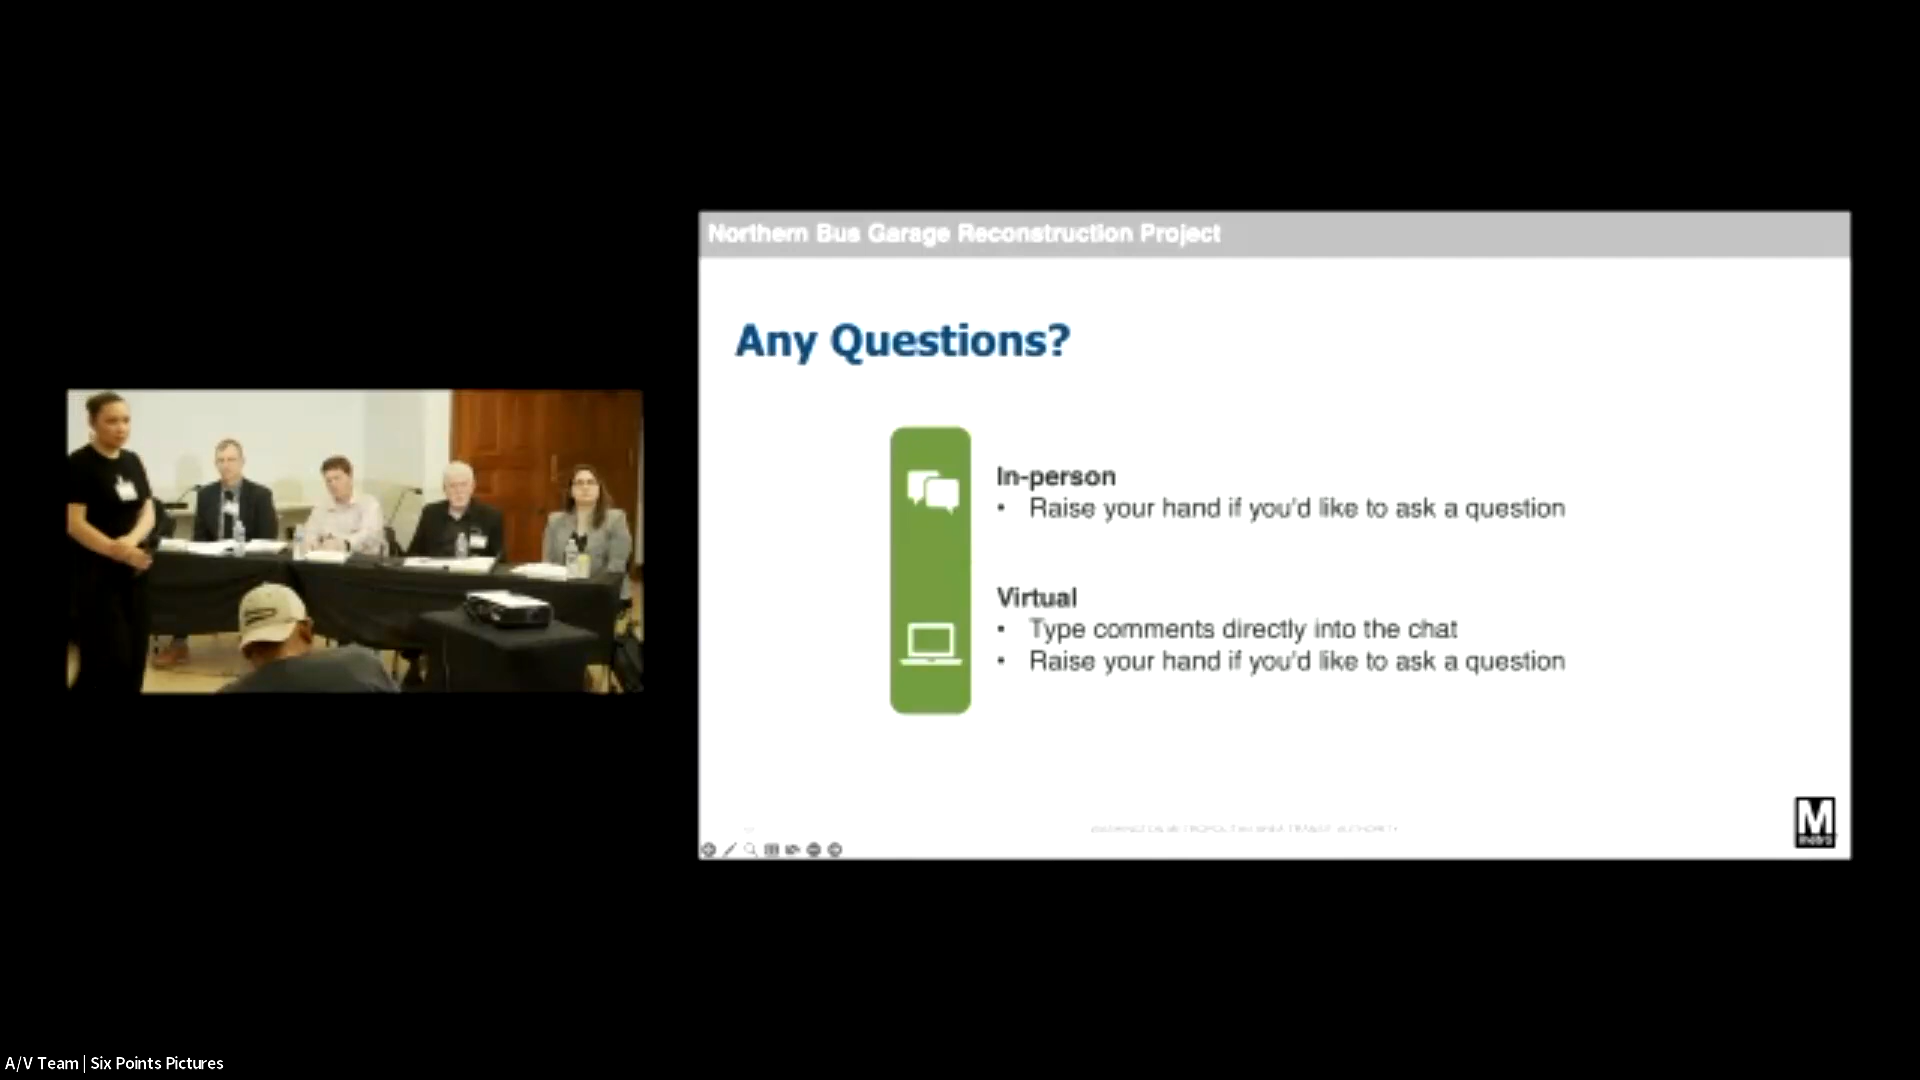 Northern Bus Garage Reconstruction Project
Any Questions?
In-person
• Raise your hand if you'd like to ask a question
Virtual
• Type comments directly into the chat
• Raise your hand if you'd like to ask a question
M
metro
A/V Team | Six Points Pictures